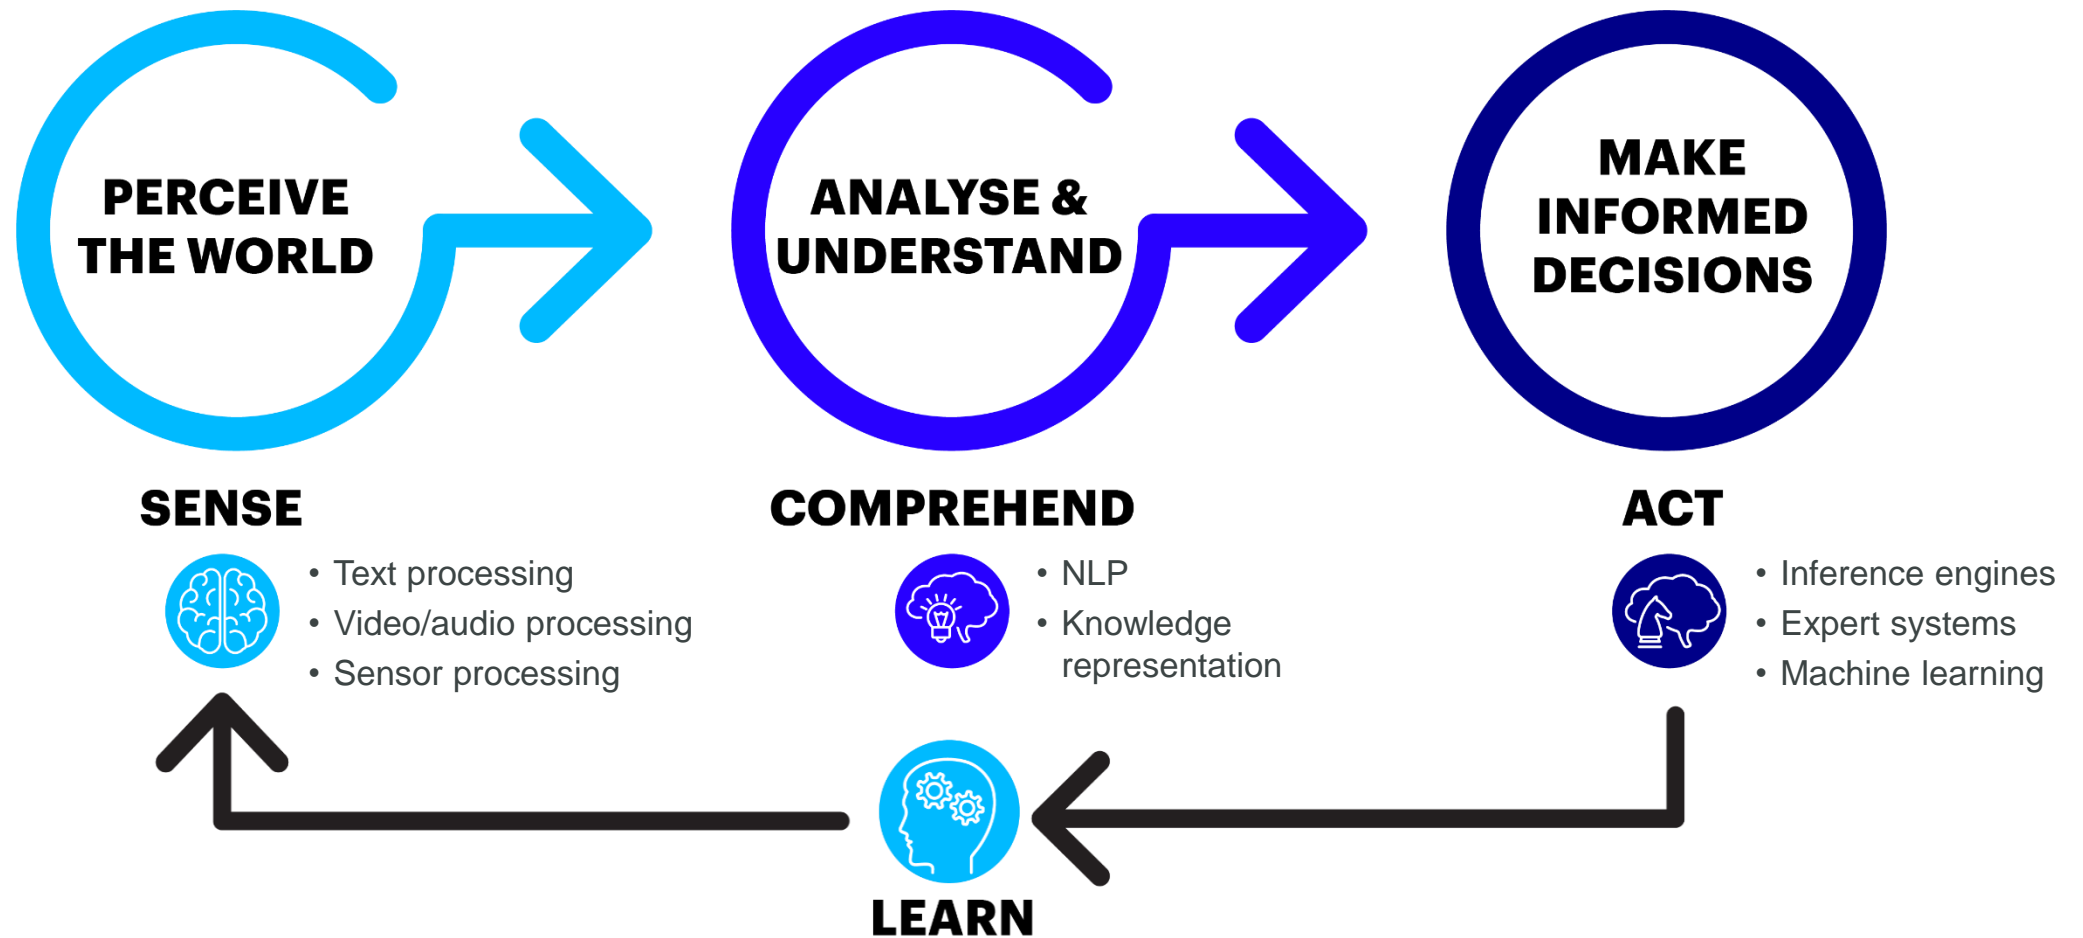 PERCEIVE
THE WORLD
ANALYSE &
UNDERSTAND
MAKE
INFORMED
DECISIONS
SENSE
• Text processing
• Video/audio processing
• Sensor processing
COMPREHEND
• NLP
• Knowledge
representation
ACT
• Inference engines
• Expert systems
• Machine learning
LEARN